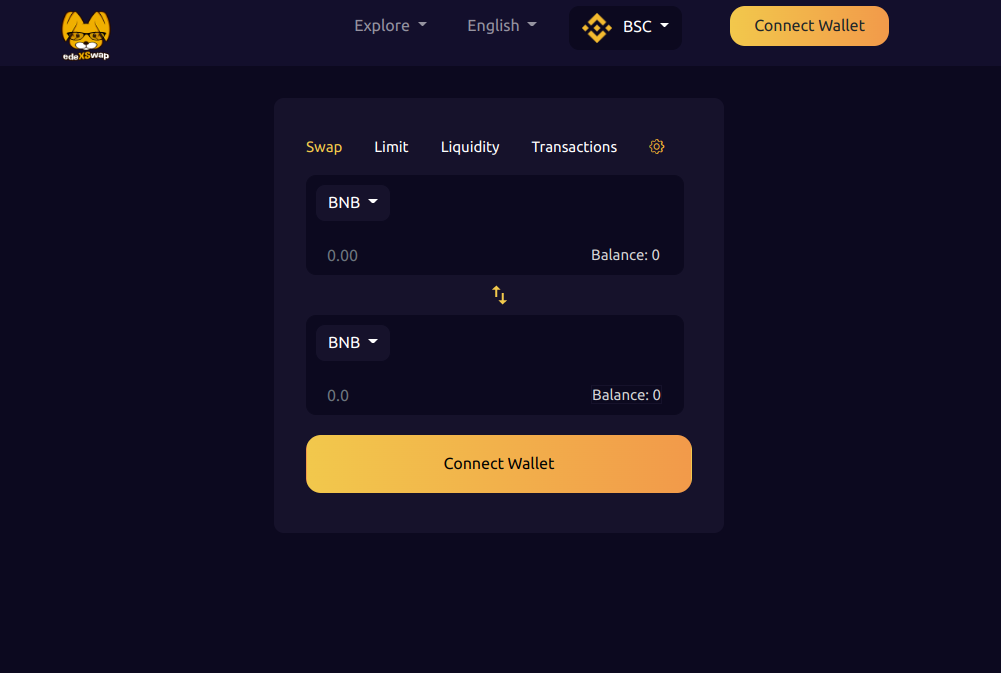 Explore English BSC Connect Wallet
edeXSwap
Swap Limit Liquidity Transactions
BNB
0.00 Balance: 0
BNB
0.0 Balance: 0
Connect Wallet